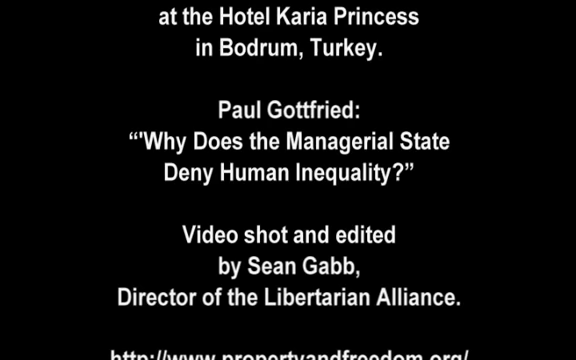 at the Hotel Karia Princess
in Bodrum, Turkey.
Paul Gottfried:
“'Why Does the Managerial State
Deny Human Inequality?”
Video shot and edited
by Sean Gabb,
Director of the Libertarian Alliance.
http://www.propertyandfreedom.org/